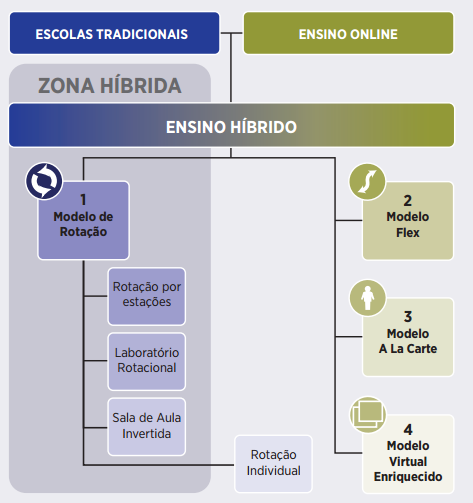 ESCOLAS TRADICIONAIS
ENSINO ONLINE
ZONA HÍBRIDA
ENSINO HÍBRIDO
1
Modelo de
Rotação
Rotação por
estações
Laboratório
Rotacional
Sala de Aula
Invertida
Rotação
Individual
2
Modelo
Flex
3
Modelo
A La Carte
4
Modelo
Virtual
Enriquecido